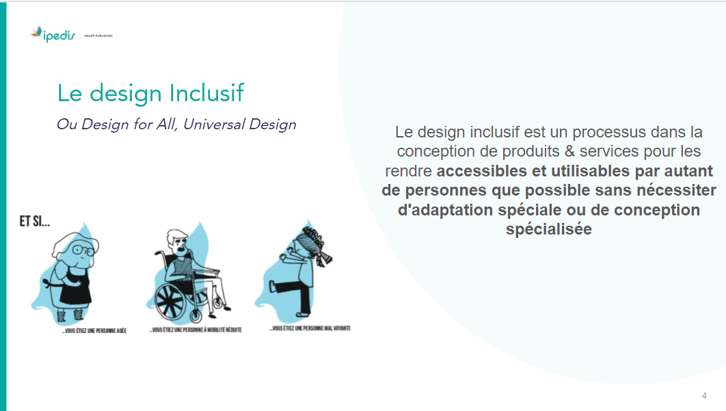 ipedis
SMART PUBLISHING
Le design Inclusif
Ou Design for All, Universal Design
Le design inclusif est un processus dans la
conception de produits & services pour les
rendre accessibles et utilisables par autant
de personnes que possible sans nécessiter
d'adaptation spéciale ou de conception
spécialisée
ET SI...
...VOUS ÉTIEZ UNE PERSONNE AGÉE
...VOUS ÉTIEZ UNE PERSONNE À MOBILITÉ RÉDUITE
...VOUS ÉTIEZ UNE PERSONNE MAL VOYANTE
4